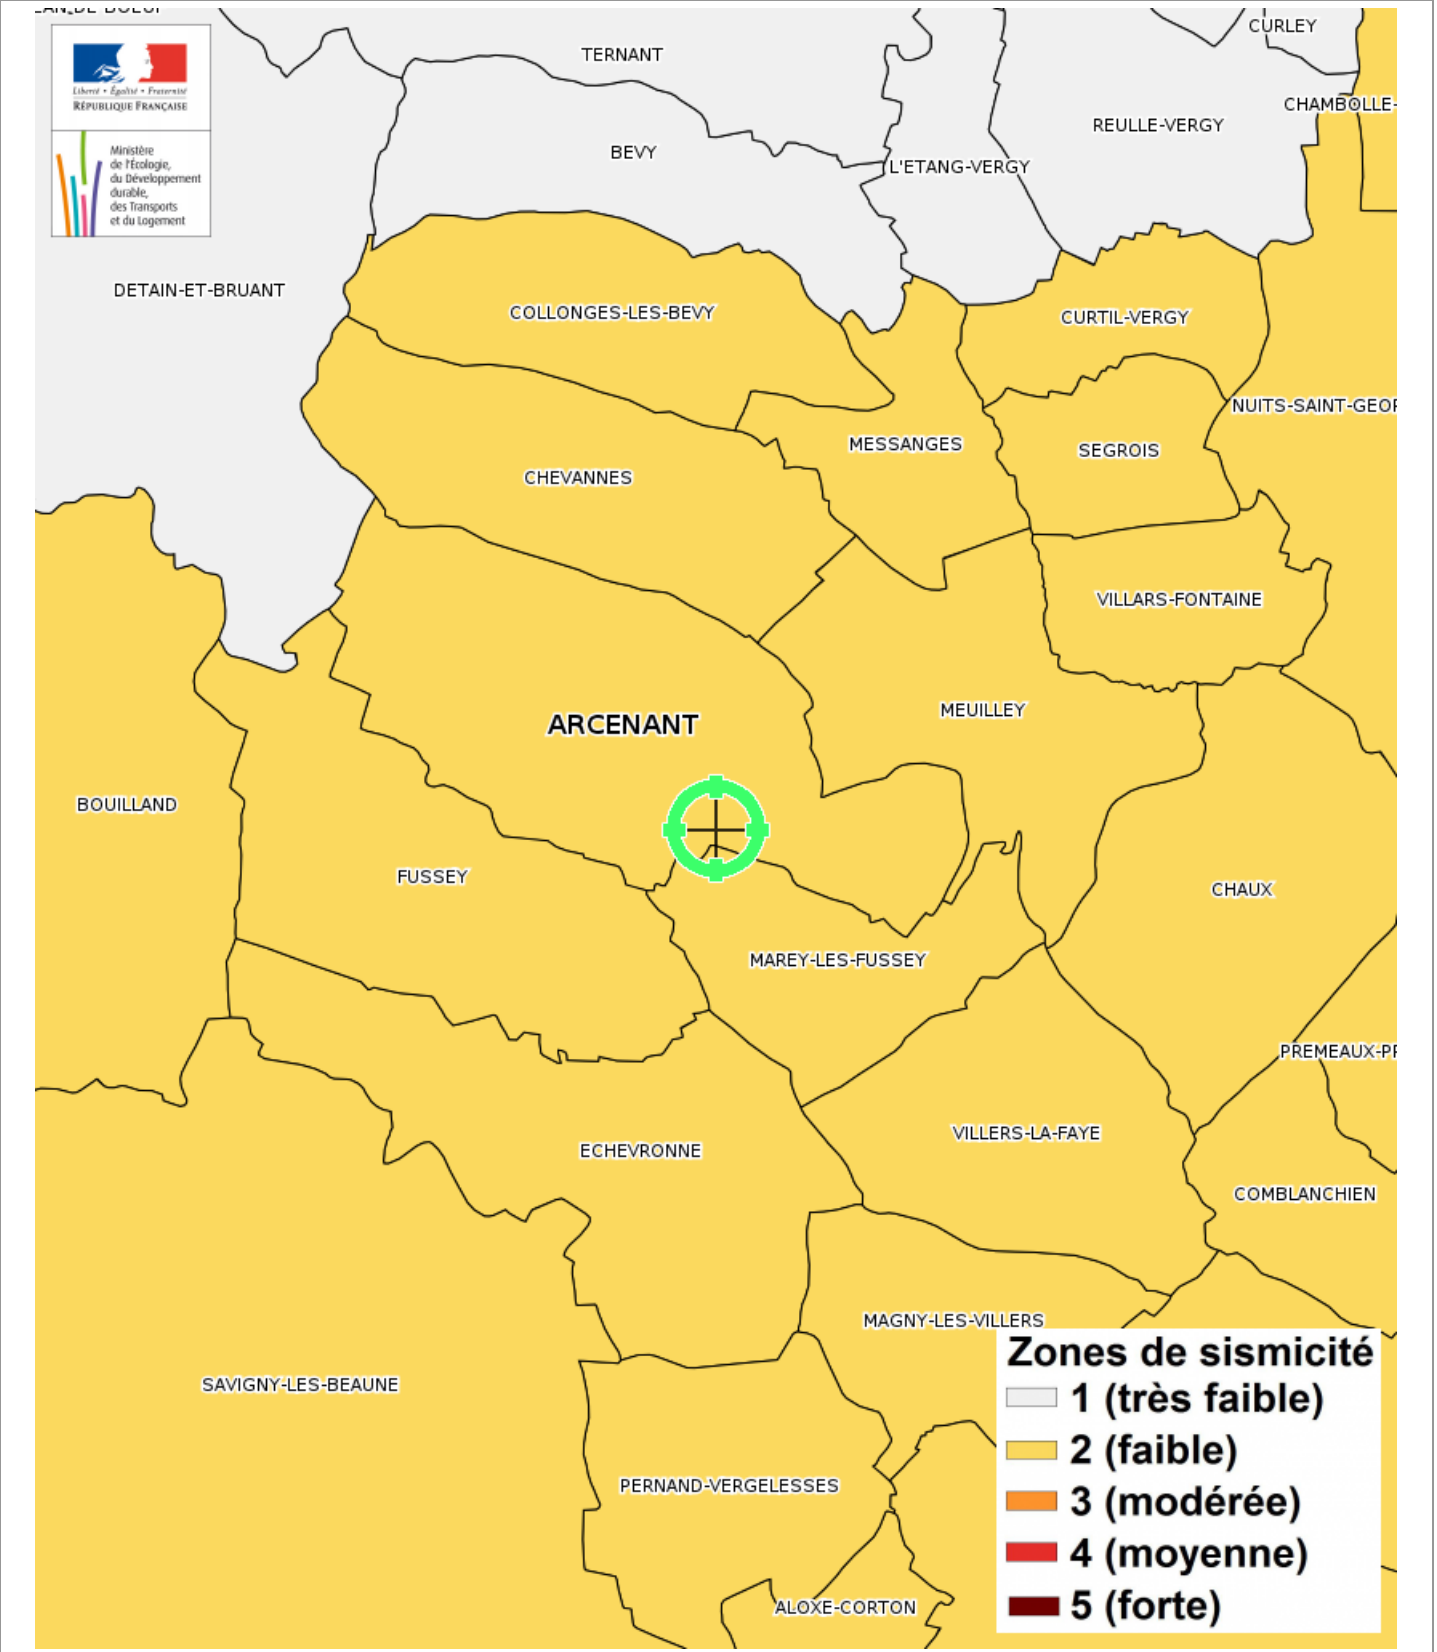 TERNANT
CURLEY
Liberté • Égalité • Fraternité
RÉPUBLIQUE FRANÇAISE
CHAMBOLLE-
REULLE-VERGY
BEVY
L'ETANG-VERGY
Ministère
de l'Écologie,
du Développement
durable,
des Transports
et du Logement
DETAIN-ET-BRUANT
COLLONGES-LES-BEVY
CURTIL-VERGY
NUITS-SAINT-GEOR
MESSANGES
SEGROIS
CHEVANNES
VILLARS-FONTAINE
MEUILLEY
ARCENANT
BOUILLAND
FUSSEY
CHAUX
MAREY-LES-FUSSEY
PREMEAUX-PR
VILLERS-LA-FAYE
ECHEVRONNE
COMBLANCHIEN
MAGNY-LES-VILLERS
SAVIGNY-LES-BEAUNE
PERNAND-VERGELESSES
ALOXE-CORTON
Zones de sismicité
1 (très faible)
2 (faible)
3 (modérée)
4 (moyenne)
5 (forte)